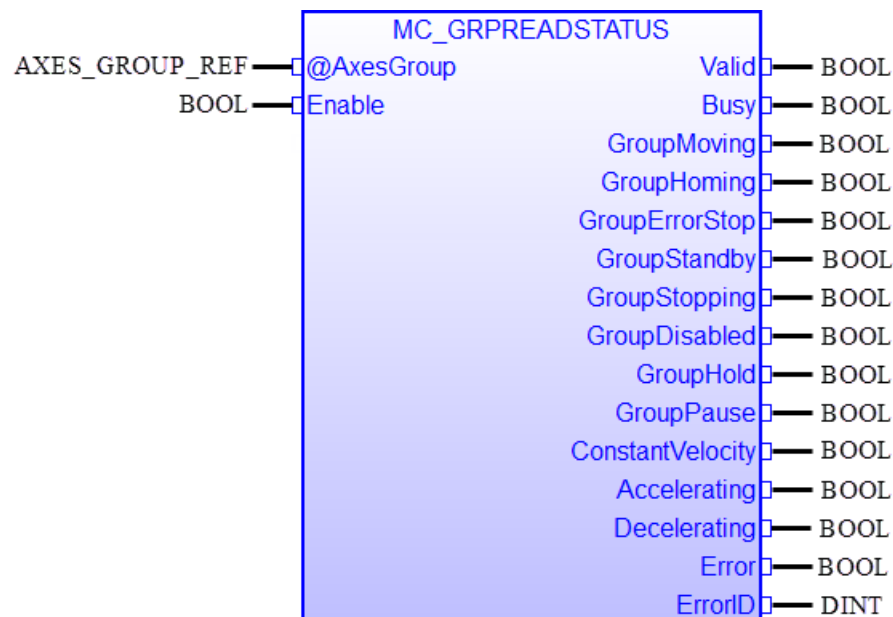 MC_GRPREADSTATUS
AXES_GROUP_REF @AxesGroup Valid BOOL
BOOL Enable Busy BOOL
GroupMoving BOOL
GroupHoming BOOL
GroupErrorStop BOOL
GroupStandby BOOL
GroupStopping BOOL
GroupDisabled BOOL
GroupHold BOOL
GroupPause BOOL
ConstantVelocity BOOL
Accelerating BOOL
Decelerating BOOL
Error BOOL
ErrorID DINT